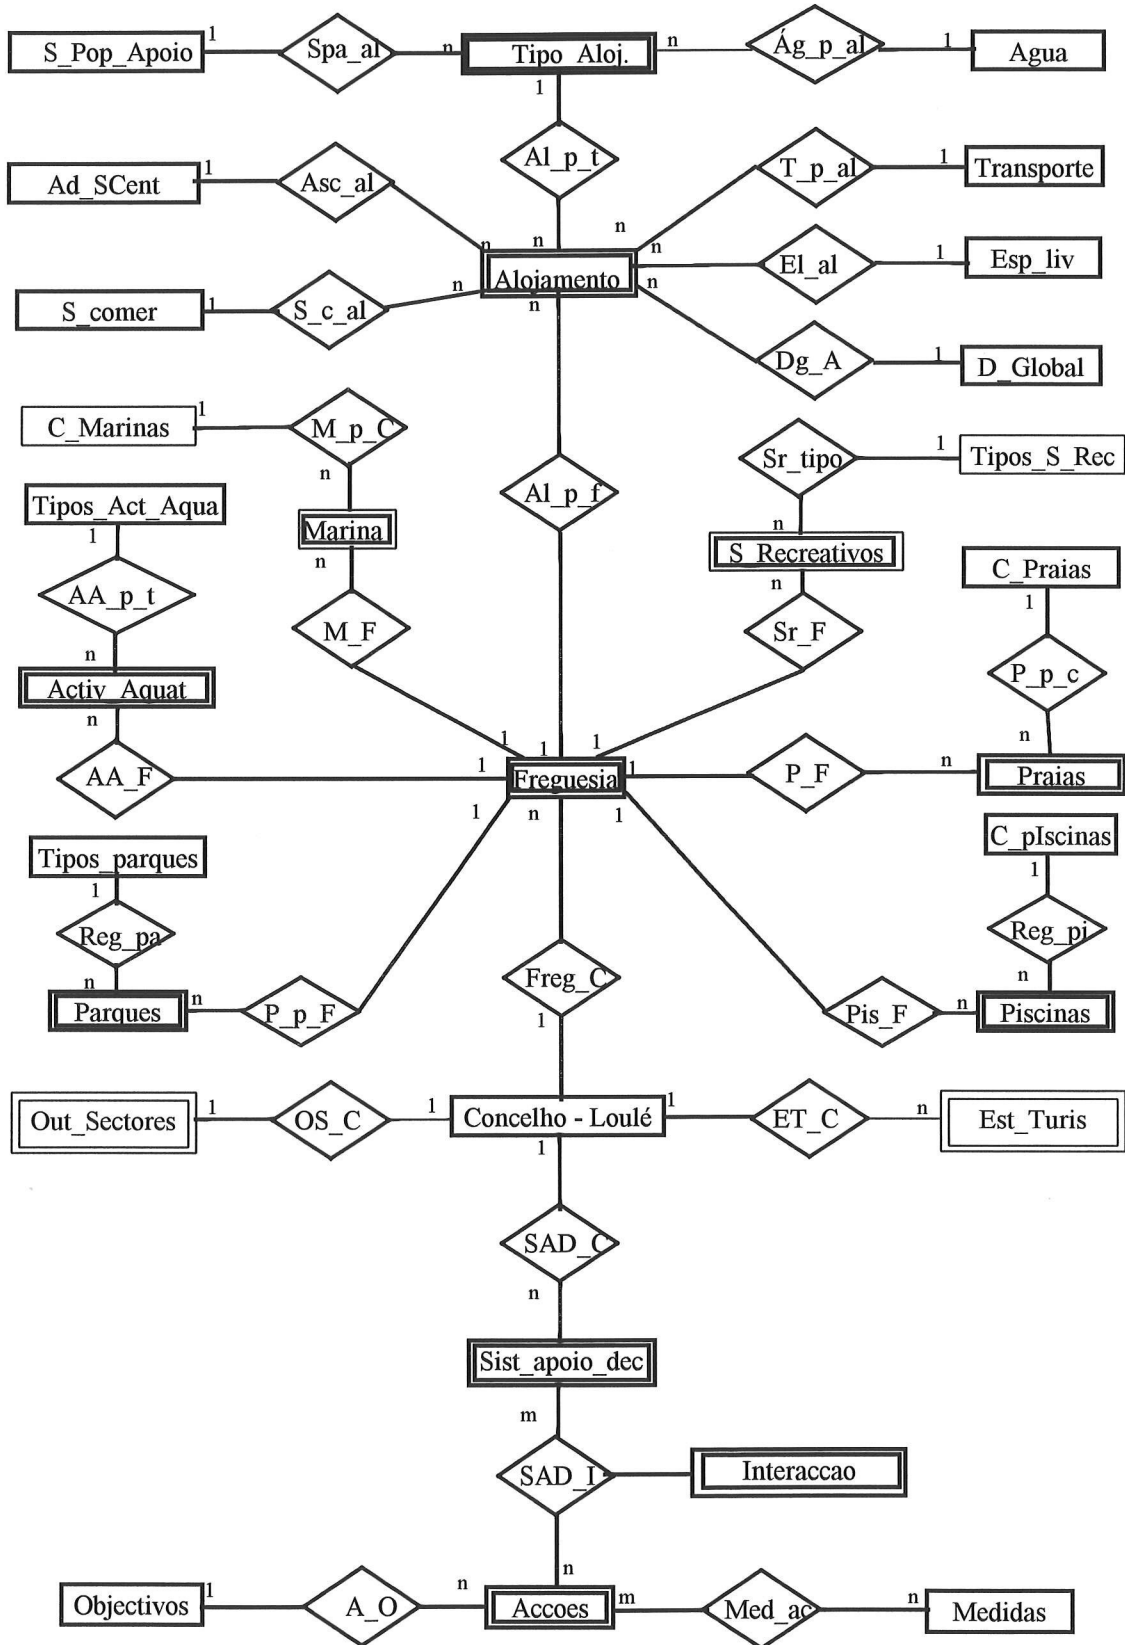 S_Pop_Apoio 1 Spa_al n Tipo_Aloj. n Ág_p_al 1 Agua
1
Ad_SCent 1 Asc_al Al_p_t T_p_al 1 Transporte
n
n n n
Alojamento El_al 1 Esp_liv
S_comer 1 S_c_al n n n
Dg_A 1 D_Global
C_Marinas 1 M_p_C
n
Sr_tipo 1 Tipos_S_Rec
Tipos_Act_Aqua Al_p_f
1 Marina n
n S_Recreativos
n
C_Praias
AA_p_t 1
M_F Sr_F
n P_p_c
Activ_Aquat
n n
1 1 1
AA_F 1 Freguesia 1 P_F n Praias
1 n 1
Tipos_parques C_pIscinas
1 1
Reg_pa Reg_pi
n Freg_C n
Parques n P_p_F 1 Pis_F n Piscinas
Out_Sectores 1 OS_C 1 Concelho - Loulé 1 ET_C n Est_Turis
1
SAD_C
n
Sist_apoio_dec
m
SAD_I Interaccao
n
Objectivos 1 A_O n Accoes m Med_ac n Medidas